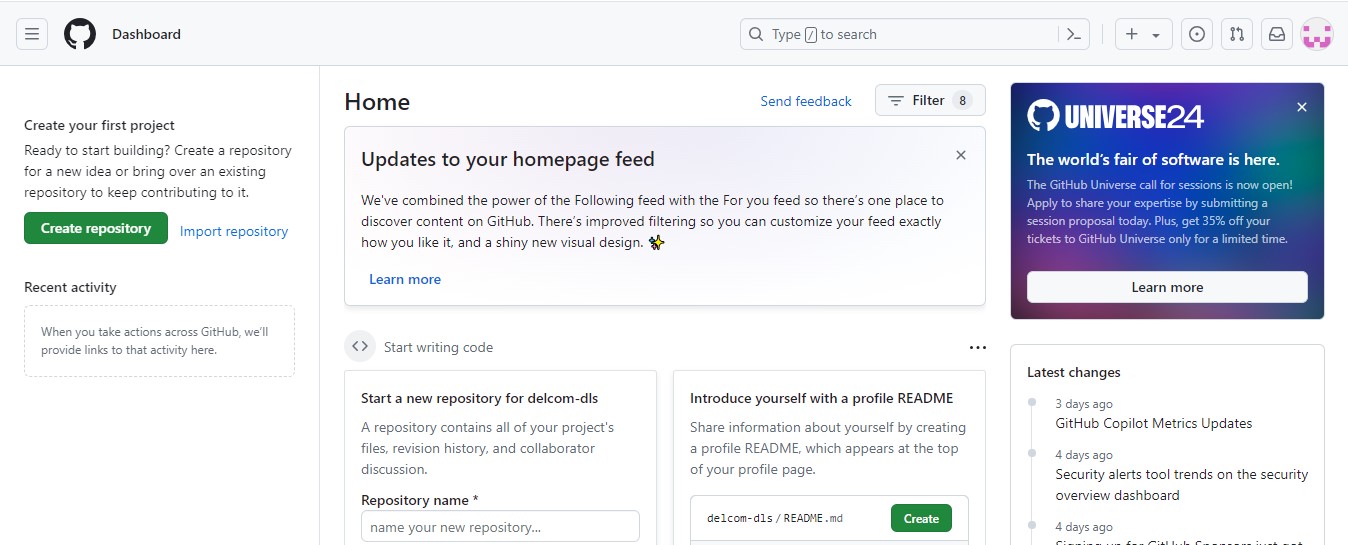 Dashboard
Type / to search
Home
Send feedback
Filter 8
Create your first project
Ready to start building? Create a repository
for a new idea or bring over an existing
repository to keep contributing to it.
Create repository
Import repository
Recent activity
When you take actions across GitHub, we'll
provide links to that activity here.
Updates to your homepage feed
We've combined the power of the Following feed with the For you feed so there's one place to
discover content on GitHub. There's improved filtering so you can customize your feed exactly
how you like it, and a shiny new visual design. ✨
Learn more
Start writing code
Start a new repository for delcom-dls
A repository contains all of your project's
files, revision history, and collaborator
discussion.
Repository name *
name your new repository...
Introduce yourself with a profile README
Share information about yourself by creating
a profile README, which appears at the top
of your profile page.
delcom-dls / README.md
Create
UNIVERSE24
The world's fair of software is here.
The GitHub Universe call for sessions is now open!
Apply to share your expertise by submitting a
session proposal today. Plus, get 35% off your
tickets to GitHub Universe only for a limited time.
Learn more
Latest changes
3 days ago
GitHub Copilot Metrics Updates
4 days ago
Security alerts tool trends on the security
overview dashboard
4 days ago